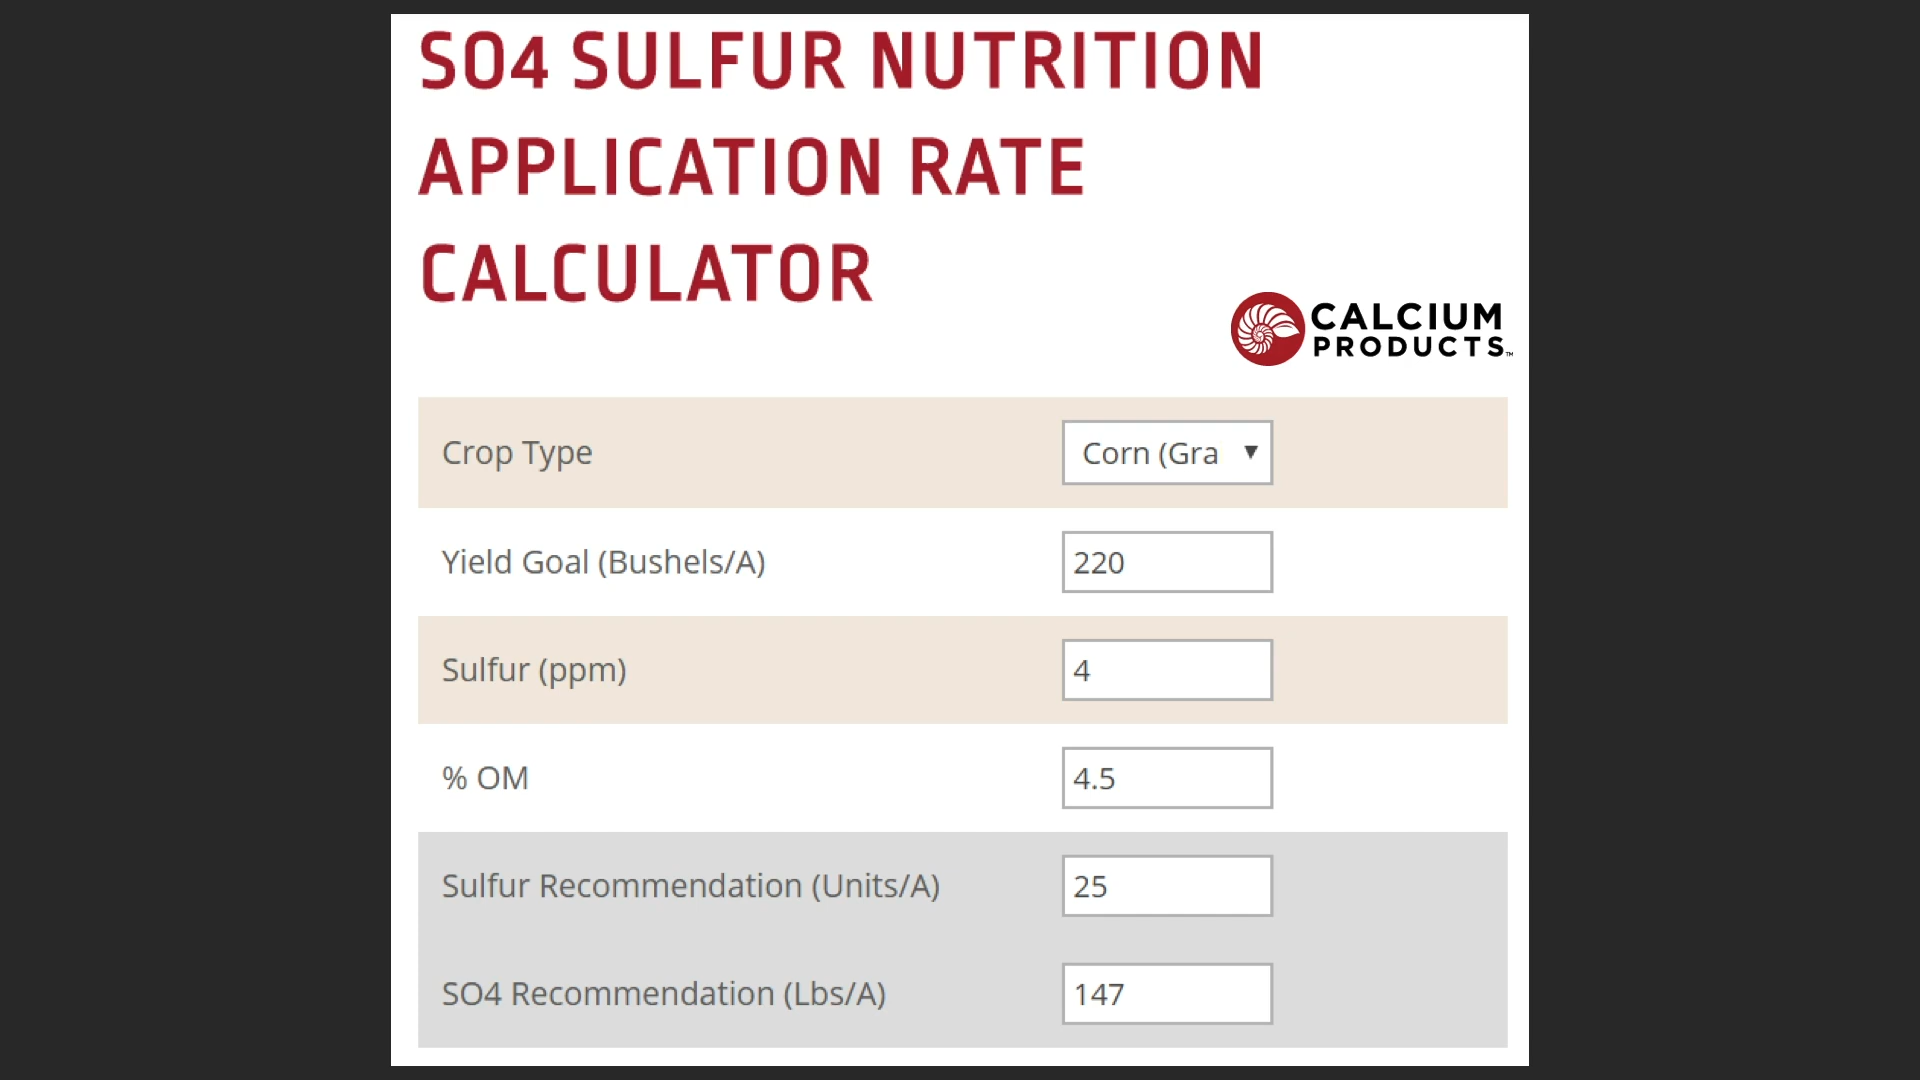 SO4 SULFUR NUTRITION
APPLICATION RATE
CALCULATOR
CALCIUM
PRODUCTS™
Crop Type Corn (Gra
Yield Goal (Bushels/A) 220
Sulfur (ppm) 4
% OM 4.5
Sulfur Recommendation (Units/A) 25
SO4 Recommendation (Lbs/A) 147